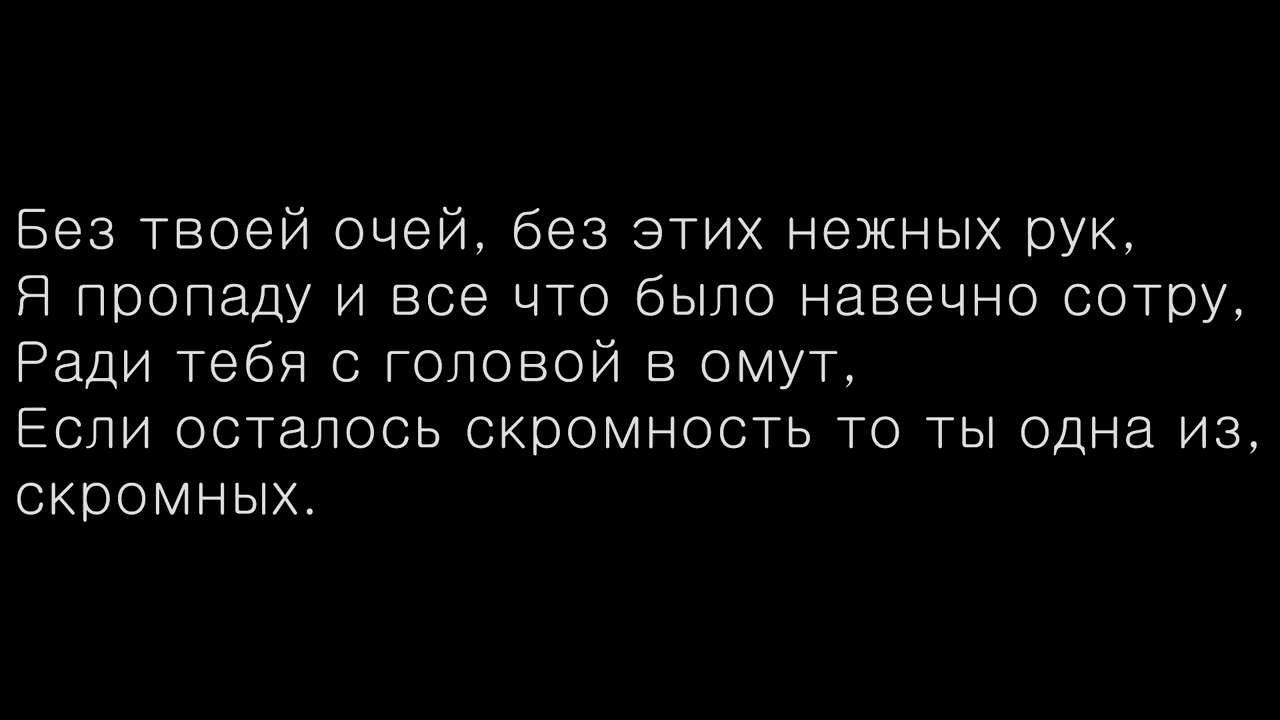 Без твоей очей, без этих нежных рук,
Я пропаду и все что было навечно сотру,
Ради тебя с головой в омут,
Если осталось скромность то ты одна из,
скромных.